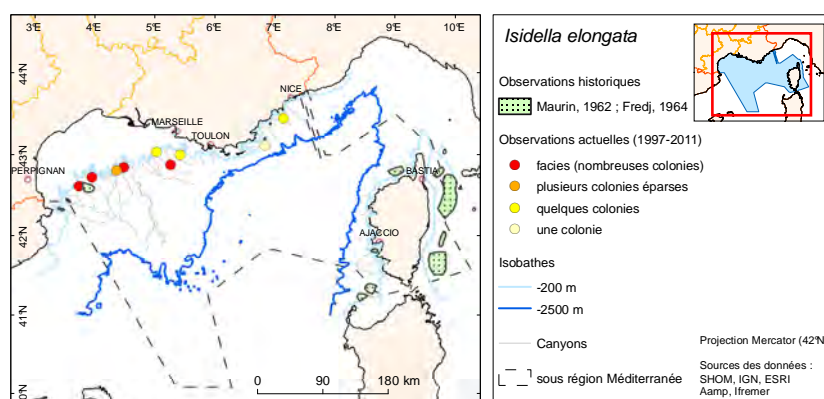 3°E 4°E 5°E 6°E 7°E 8°E 9°E 10°E
44°N
43°N
42°N
41°N
0°N
NICE
MARSEILLE
TOULON
PERPIGNAN
BASTIA
AJACCIO
0 90 180 km
Isidella elongata
Observations historiques
Maurin, 1962 ; Fredj, 1964
Observations actuelles (1997-2011)
facies (nombreuses colonies)
plusieurs colonies éparses
quelques colonies
une colonie
Isobathes
-200 m
-2500 m
Canyons
sous région Méditerranée
Projection Mercator (42°N)
Sources des données :
SHOM, IGN, ESRI
Aamp, Ifremer